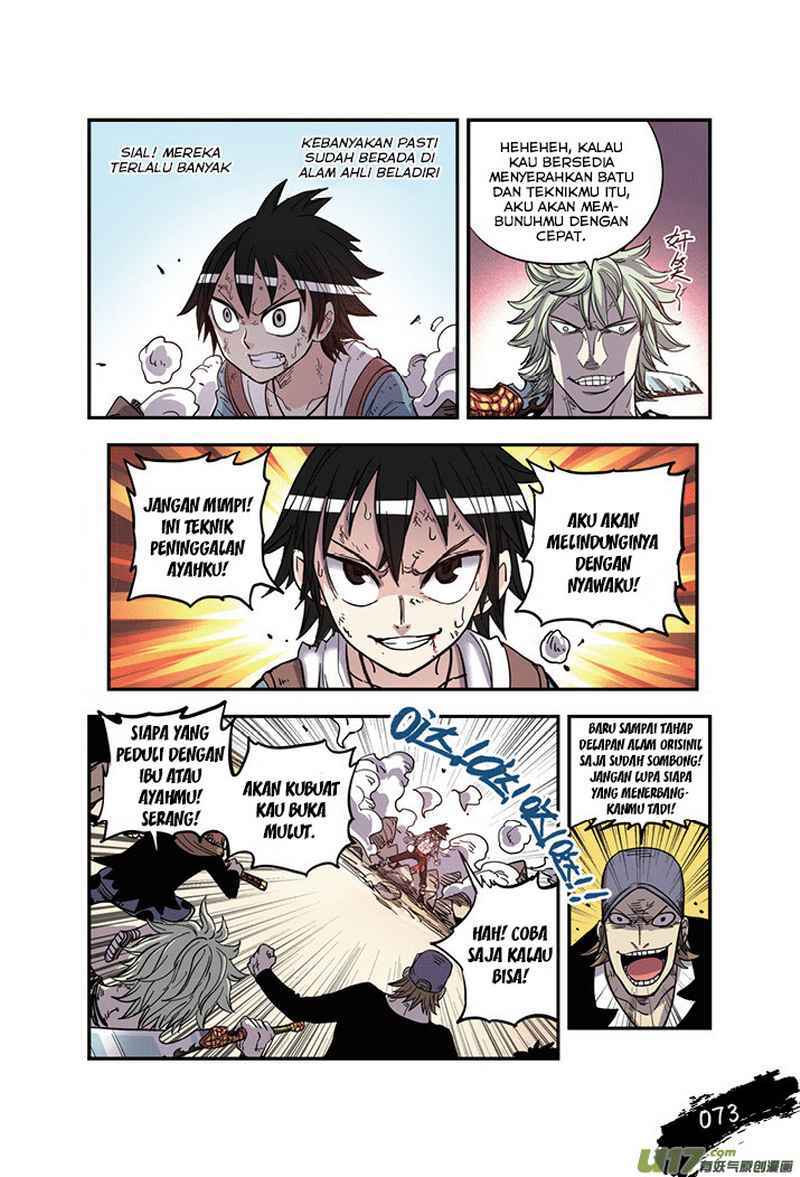 SIAL! MEREKA
TERLALU BANYAK
KEBANYAKAN PASTI
SUDAH BERADA DI
ALAM AHLI BELADIRI
HEHEHEH, KALAU
KAU BERSEDIA
MENYERAHKAN BATU
DAN TEKNIKMU ITU,
AKU AKAN MEM-
BUNUHMU DENGAN
CEPAT.
奸笑~
JANGAN MIMPI!
INI TEKNIK
PENINGGALAN
AYAHKU!
AKU AKAN
MELINDUNGINYA
DENGAN
NYAWAKU!
SIAPA YANG
PEDULI DENGAN
IBU ATAU
AYAHMU!
SERANG!
AKAN KUBUAT
KAU BUKA
MULUT.
HAH! COBA
SAJA KALAU
BISA!
BARU SAMPAI TAHAP
DELAPAN ALAM ORISINIL
SAJA SUDAH SOMBONG!
JANGAN LUPA SIAPA
YANG MENERBANG-
KANMU TADI!
073
U17.com
有妖气原创漫画